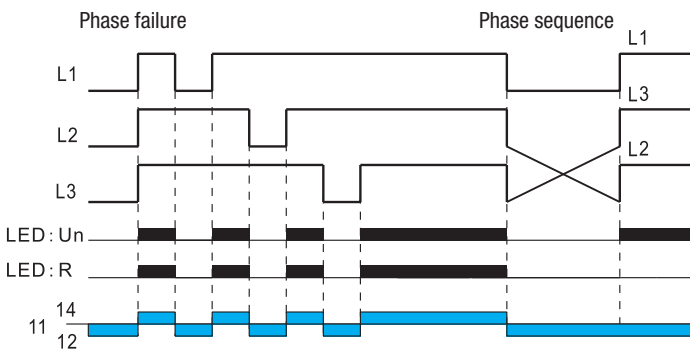 Phase failure
Phase sequence
L1
L1
L3
L2
L2
L3
LED: Un
LED: R
14
11
12